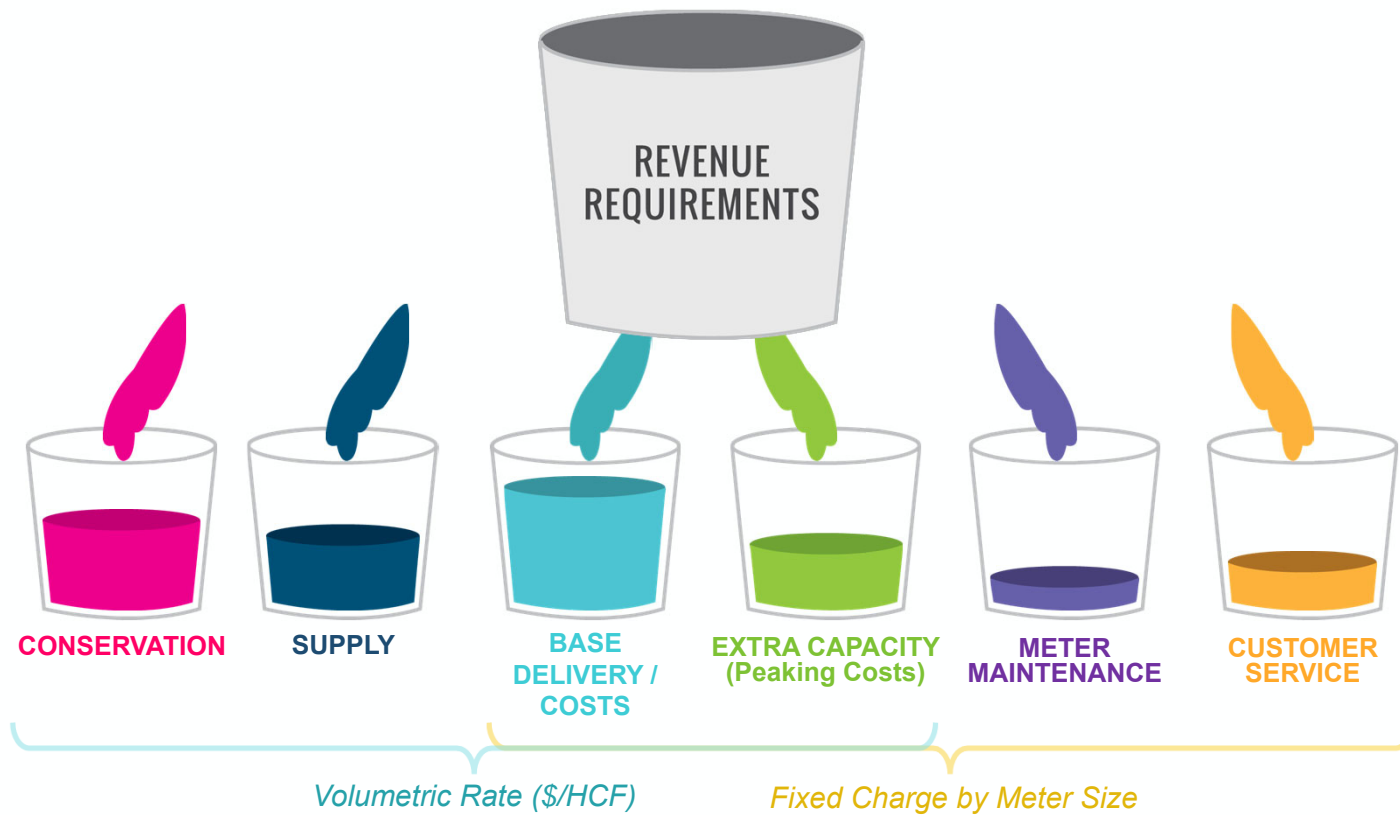 REVENUE
REQUIREMENTS
CONSERVATION
SUPPLY
BASE
DELIVERY /
COSTS
EXTRA CAPACITY
(Peaking Costs)
METER
MAINTENANCE
CUSTOMER
SERVICE
Volumetric Rate ($/HCF)
Fixed Charge by Meter Size